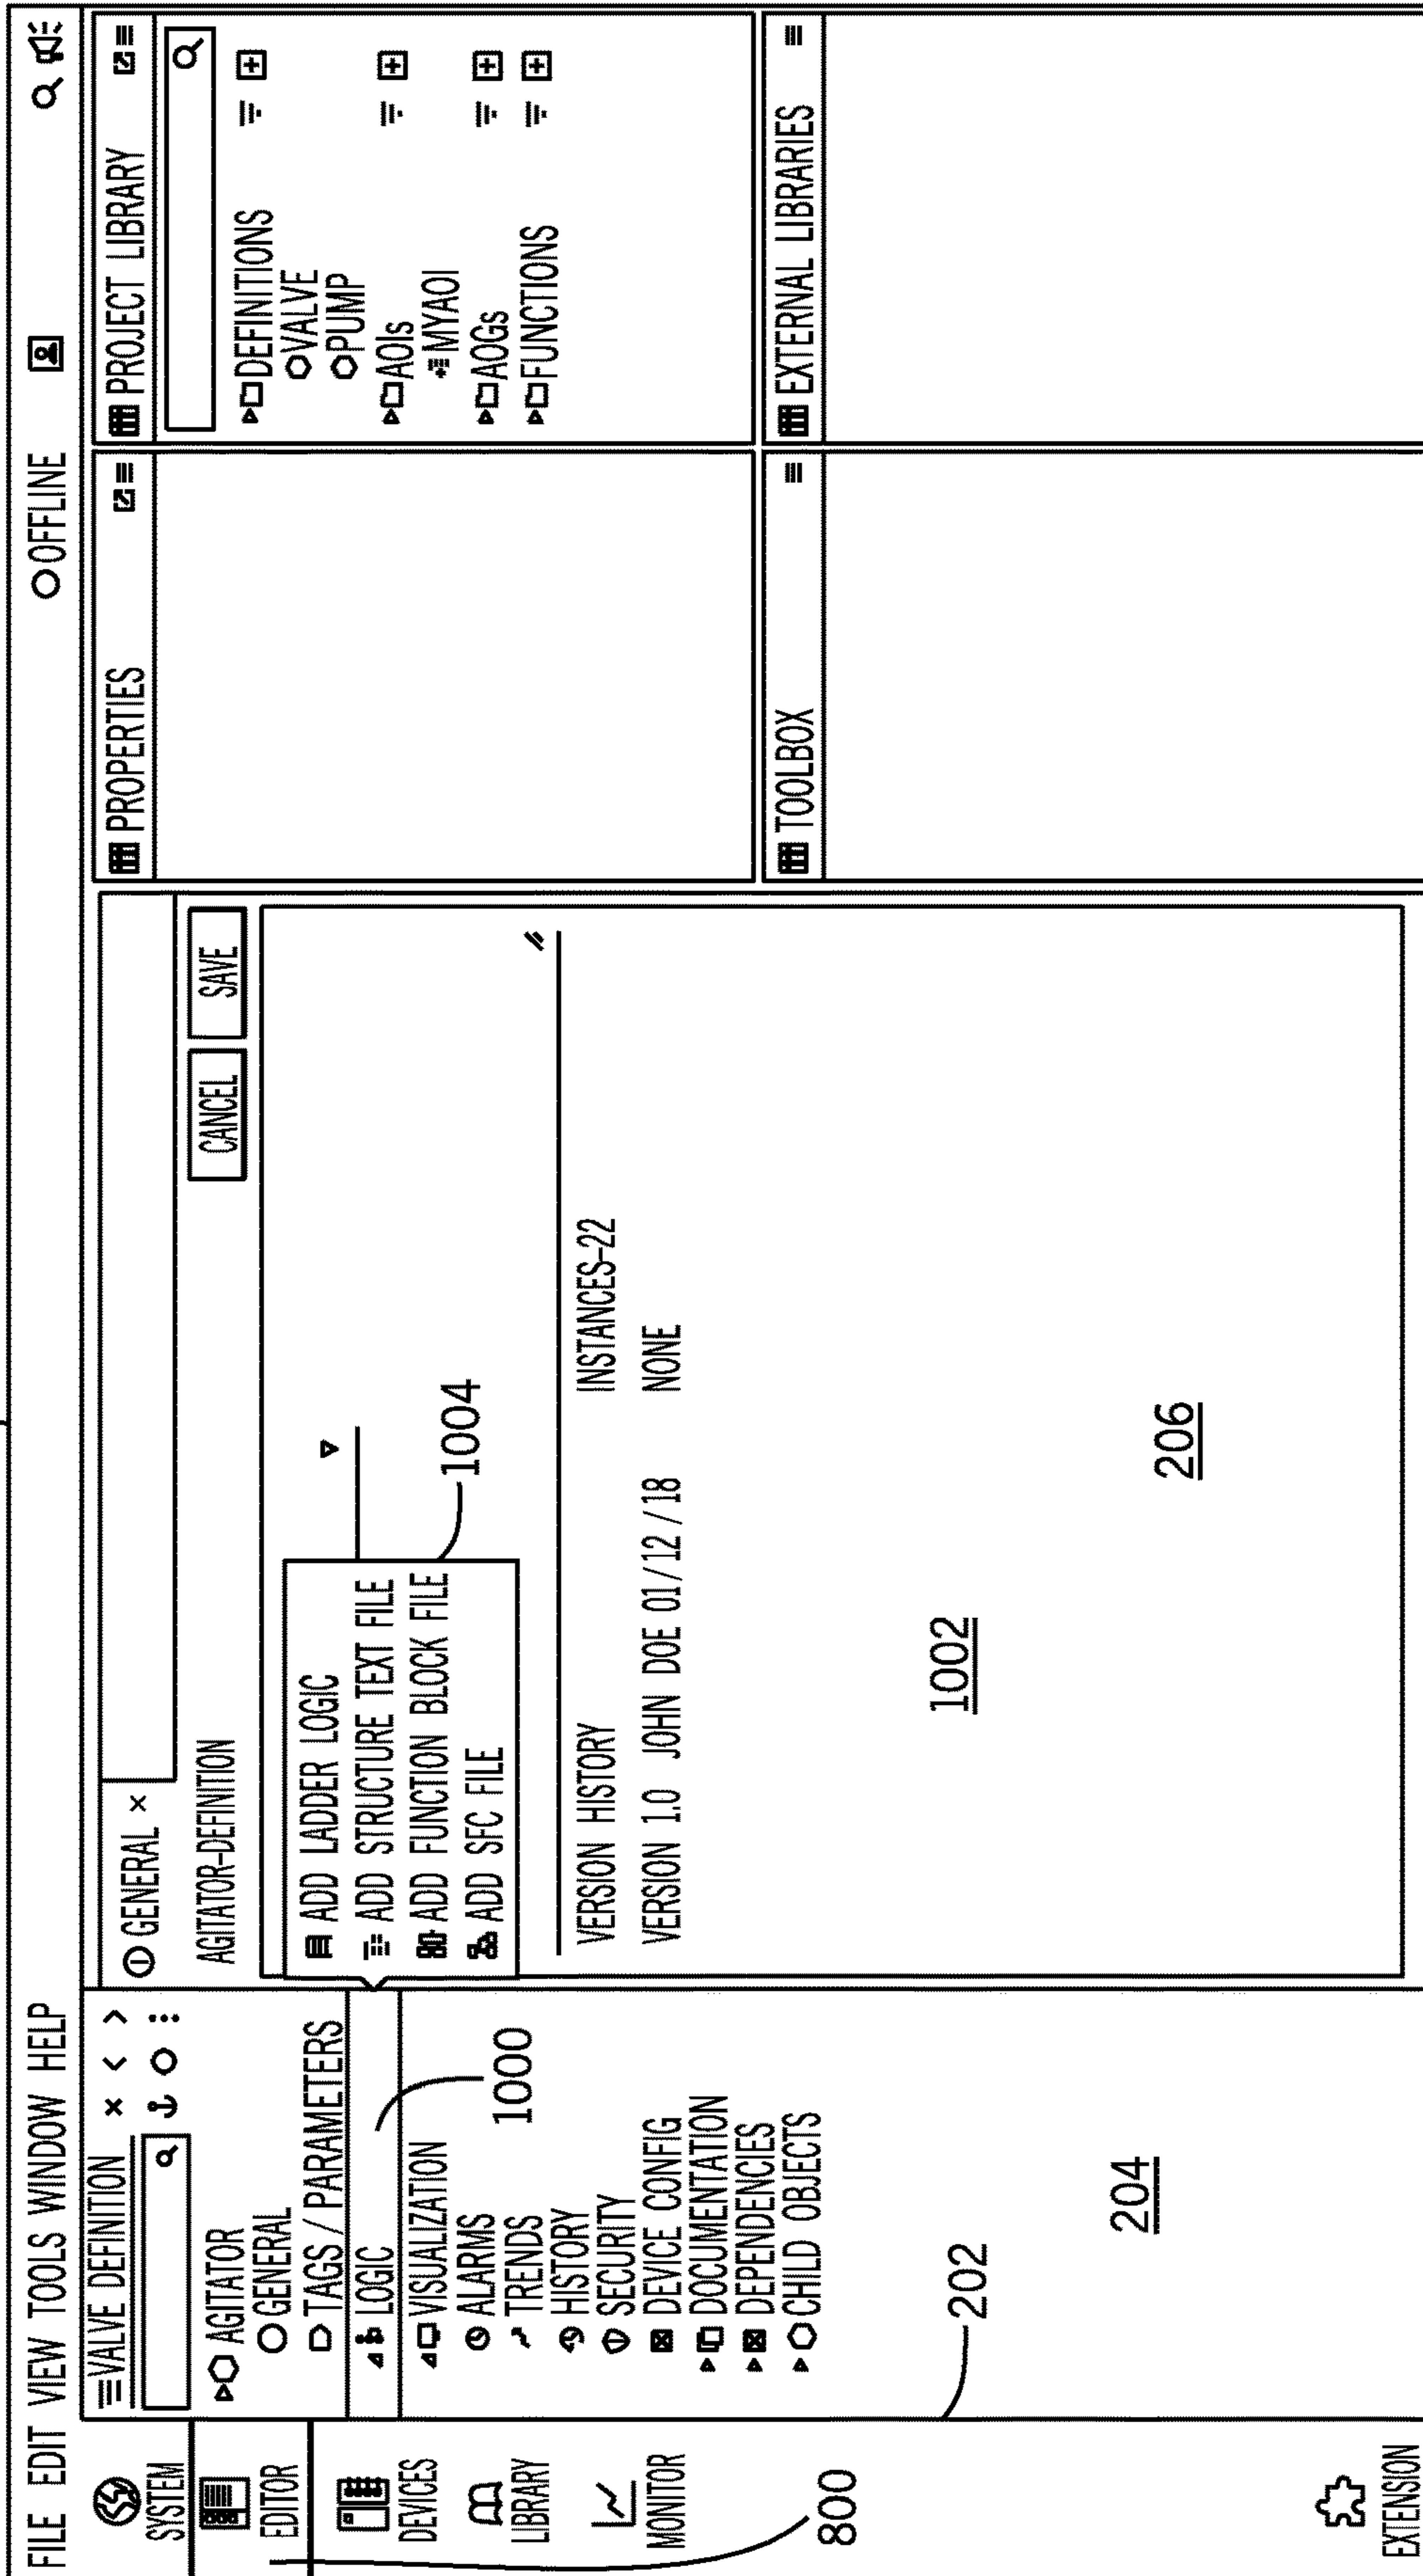 FILE EDIT VIEW TOOLS WINDOW HELP
OFFLINE
SYSTEM
EDITOR
DEVICES
LIBRARY
MONITOR
800
EXTENSION
VALVE DEFINITION
AGITATOR
GENERAL
TAGS / PARAMETERS
LOGIC
1000
VISUALIZATION
ALARMS
TRENDS
HISTORY
SECURITY
DEVICE CONFIG
DOCUMENTATION
DEPENDENCIES
CHILD OBJECTS
202
204
GENERAL ×
AGITATOR-DEFINITION
CANCEL
SAVE
ADD LADDER LOGIC
ADD STRUCTURE TEXT FILE
ADD FUNCTION BLOCK FILE
ADD SFC FILE
1004
VERSION HISTORY INSTANCES-22
VERSION 1.0 JOHN DOE 01/12/18 NONE
1002
206
PROPERTIES
PROJECT LIBRARY
DEFINITIONS
VALVE
PUMP
AOIs
MYAOI
AOGs
FUNCTIONS
TOOLBOX
EXTERNAL LIBRARIES